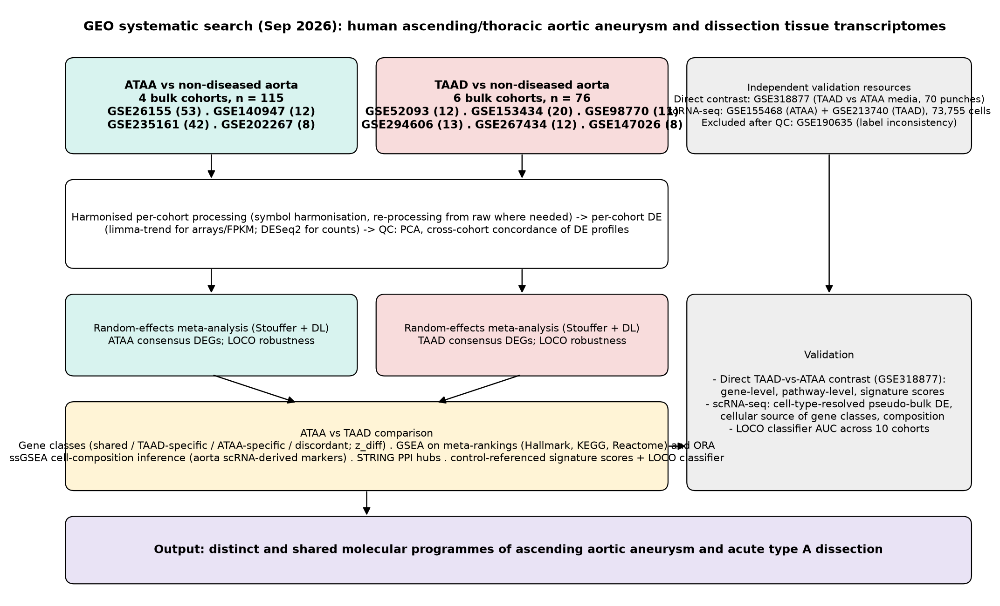 GEO systematic search (Sep 2026): human ascending/thoracic aortic aneurysm and dissection tissue transcriptomes
ATAA vs non-diseased aorta
4 bulk cohorts, n = 115
GSE26155 (53) . GSE140947 (12)
GSE235161 (42) . GSE202267 (8)
TAAD vs non-diseased aorta
6 bulk cohorts, n = 76
GSE52093 (12) . GSE153434 (20) . GSE98770 (11)
GSE294606 (13) . GSE267434 (12) . GSE147026 (8)
Independent validation resources
Direct contrast: GSE318877 (TAAD vs ATAA media, 70 punches)
scRNA-seq: GSE155468 (ATAA) + GSE213740 (TAAD), 73,755 cells
Excluded after QC: GSE190635 (label inconsistency)
Harmonised per-cohort processing (symbol harmonisation, re-processing from raw where needed) -> per-cohort DE
(limma-trend for arrays/FPKM; DESeq2 for counts) -> QC: PCA, cross-cohort concordance of DE profiles
Random-effects meta-analysis (Stouffer + DL)
ATAA consensus DEGs; LOCO robustness
Random-effects meta-analysis (Stouffer + DL)
TAAD consensus DEGs; LOCO robustness
Validation
- Direct TAAD-vs-ATAA contrast (GSE318877):
gene-level, pathway-level, signature scores
- scRNA-seq: cell-type-resolved pseudo-bulk DE,
cellular source of gene classes, composition
- LOCO classifier AUC across 10 cohorts
ATAA vs TAAD comparison
Gene classes (shared / TAAD-specific / ATAA-specific / discordant; z_diff) . GSEA on meta-rankings (Hallmark, KEGG, Reactome) and ORA
ssGSEA cell-composition inference (aorta scRNA-derived markers) . STRING PPI hubs . control-referenced signature scores + LOCO classifier
Output: distinct and shared molecular programmes of ascending aortic aneurysm and acute type A dissection